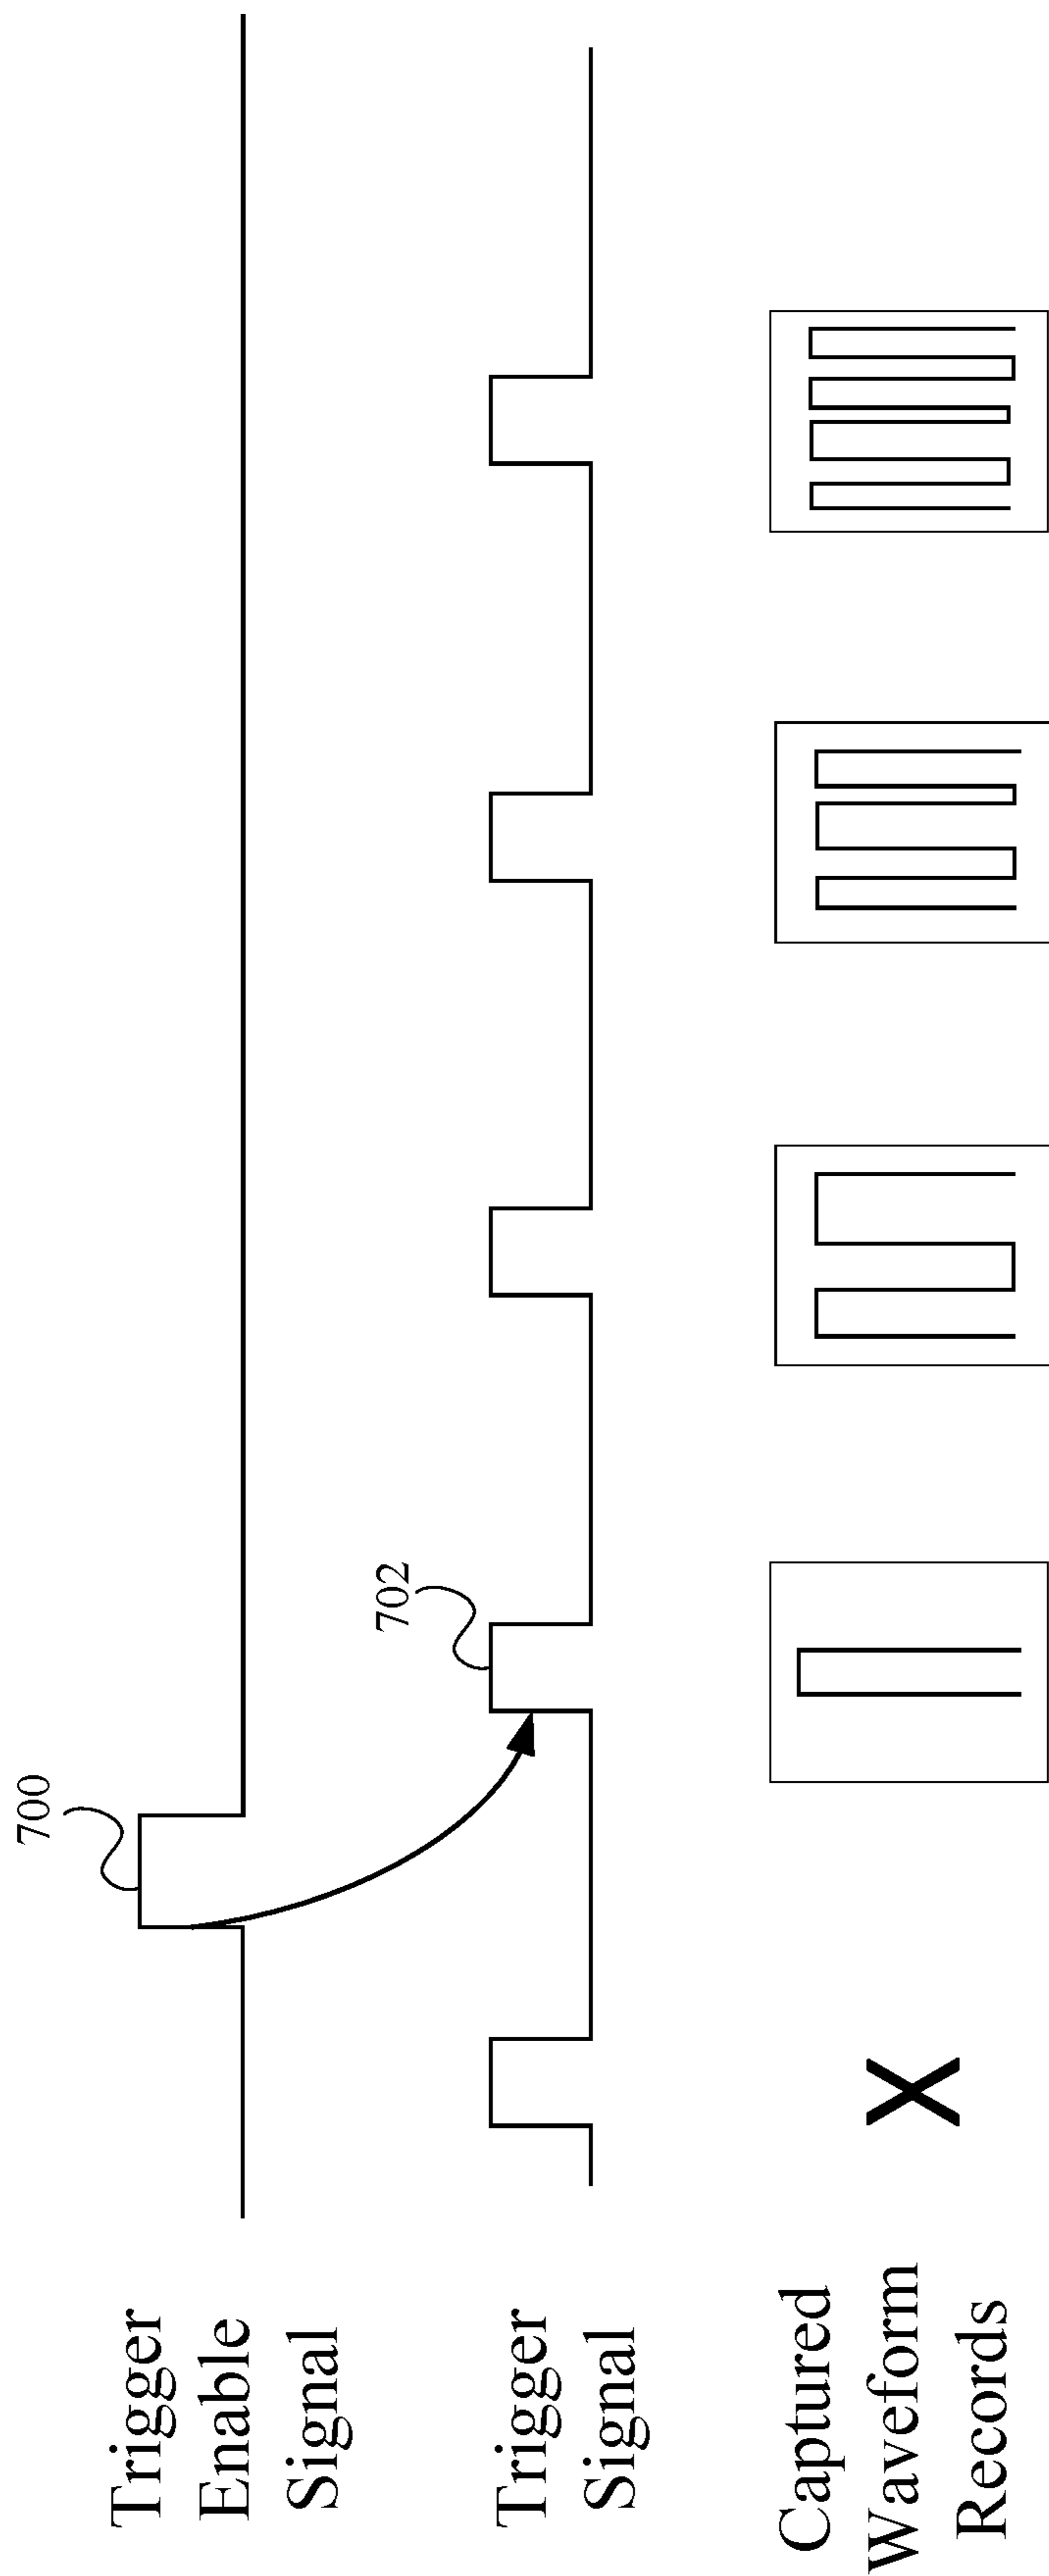 700
Trigger
Enable
Signal
702
Trigger
Signal
Captured
Waveform
Records
X